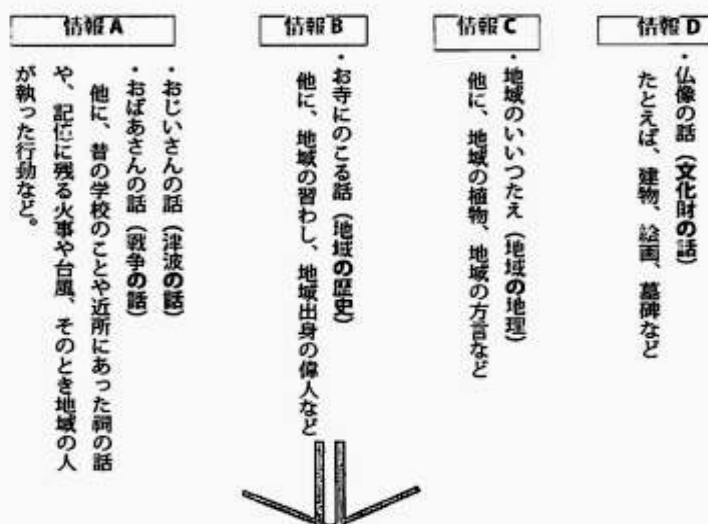 情報D
・仏像の話（文化財の話）
たとえば、建物、絵画、墓碑など
情報C
・地域のいいつたえ（地域の地理）
他に、地域の植物、地域の方言など
情報B
・お寺にのこる話（地域の歴史）
他に、地域の習わし、地域出身の偉人など
情報A
・おじいさんの話（津波の話）
・おばあさんの話（戦争の話）
他に、昔の学校のことや近所にあった祠の話
や、記憶に残る火事や台風、そのとき地域の人
が執った行動など。